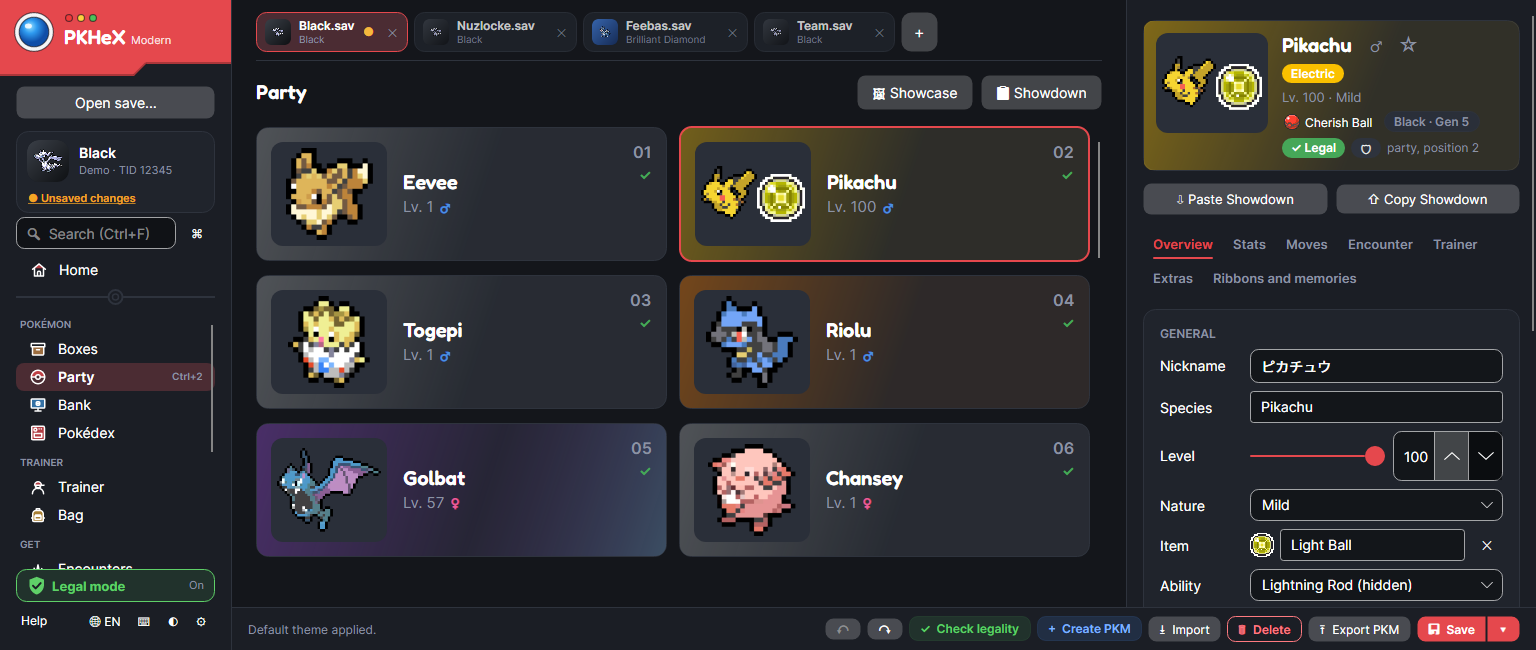 PKHeX Modern
Open save...
Black
Demo · TID 12345
Unsaved changes
Search (Ctrl+F)
⌘
Home
POKÉMON
Boxes
Party Ctrl+2
Bank
Pokédex
TRAINER
Trainer
Bag
GET
Encounters
Legal mode On
Help EN
Black.sav
Black
Nuzlocke.sav
Black
Feebas.sav
Brilliant Diamond
Team.sav
Black
+
Party
Showcase
Showdown
01
Eevee
Lv. 1 ♂
02
Pikachu
Lv. 100 ♂
03
Togepi
Lv. 1 ♂
04
Riolu
Lv. 1 ♂
05
Golbat
Lv. 57 ♀
06
Chansey
Lv. 1 ♀
Pikachu ♂ ☆
Electric
Lv. 100 · Mild
Cherish Ball Black · Gen 5
✓ Legal party, position 2
⇩ Paste Showdown
⇧ Copy Showdown
Overview Stats Moves Encounter Trainer
Extras Ribbons and memories
GENERAL
Nickname ピカチュウ
Species Pikachu
Level 100
Nature Mild
Item Light Ball
Ability Lightning Rod (hidden)
Default theme applied.
✓ Check legality
+ Create PKM
Import
Delete
Export PKM
Save